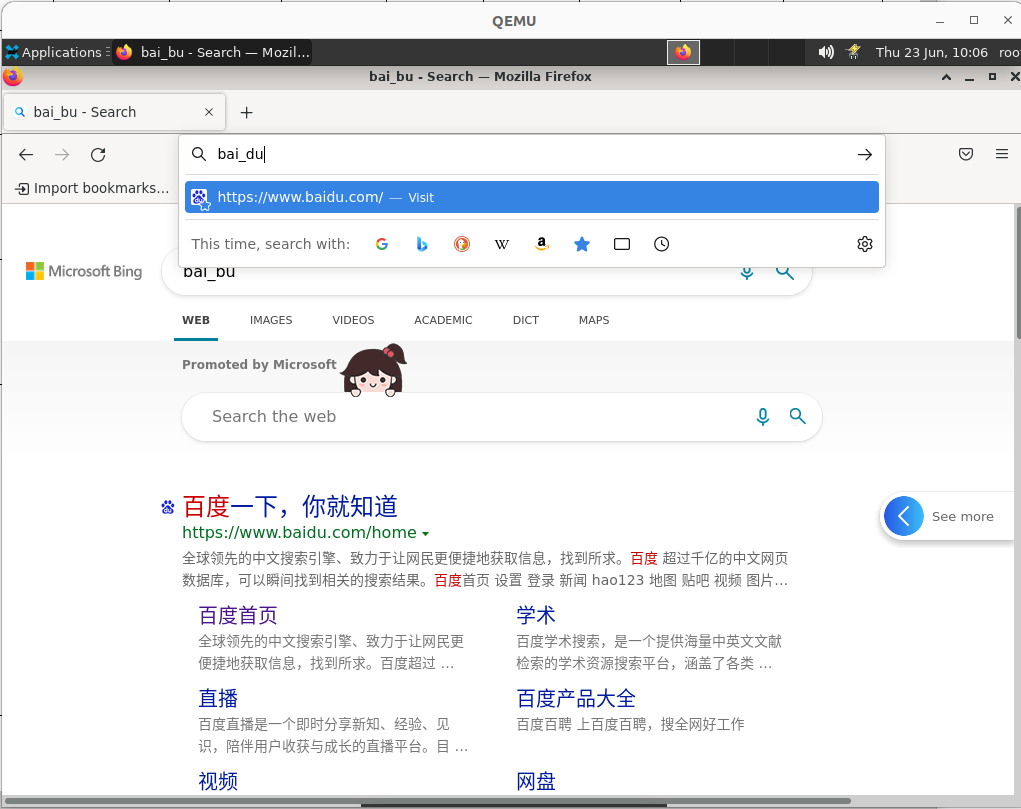 QEMU
Applications
bai_bu - Search — Mozil...
Thu 23 Jun, 10:06
roo
bai_bu - Search — Mozilla Firefox
bai_bu - Search
bai_du
Import bookmarks...
https://www.baidu.com/ — Visit
This time, search with:
Microsoft Bing
bai_bu
WEB
IMAGES
VIDEOS
ACADEMIC
DICT
MAPS
Promoted by Microsoft
Search the web
百度一下，你就知道
https://www.baidu.com/home
See more
全球领先的中文搜索引擎、致力于让网民更便捷地获取信息，找到所求。百度 超过千亿的中文网页
数据库，可以瞬间找到相关的搜索结果。百度首页 设置 登录 新闻 hao123 地图 贴吧 视频 图片…
百度首页
全球领先的中文搜索引擎、致力于让网民更
便捷地获取信息，找到所求。百度超过 …
学术
百度学术搜索，是一个提供海量中英文文献
检索的学术资源搜索平台，涵盖了各类 …
直播
百度直播是一个即时分享新知、经验、见
识，陪伴用户收获与成长的直播平台。目 …
百度产品大全
百度百聘 上百度百聘，搜全网好工作
视频
网盘